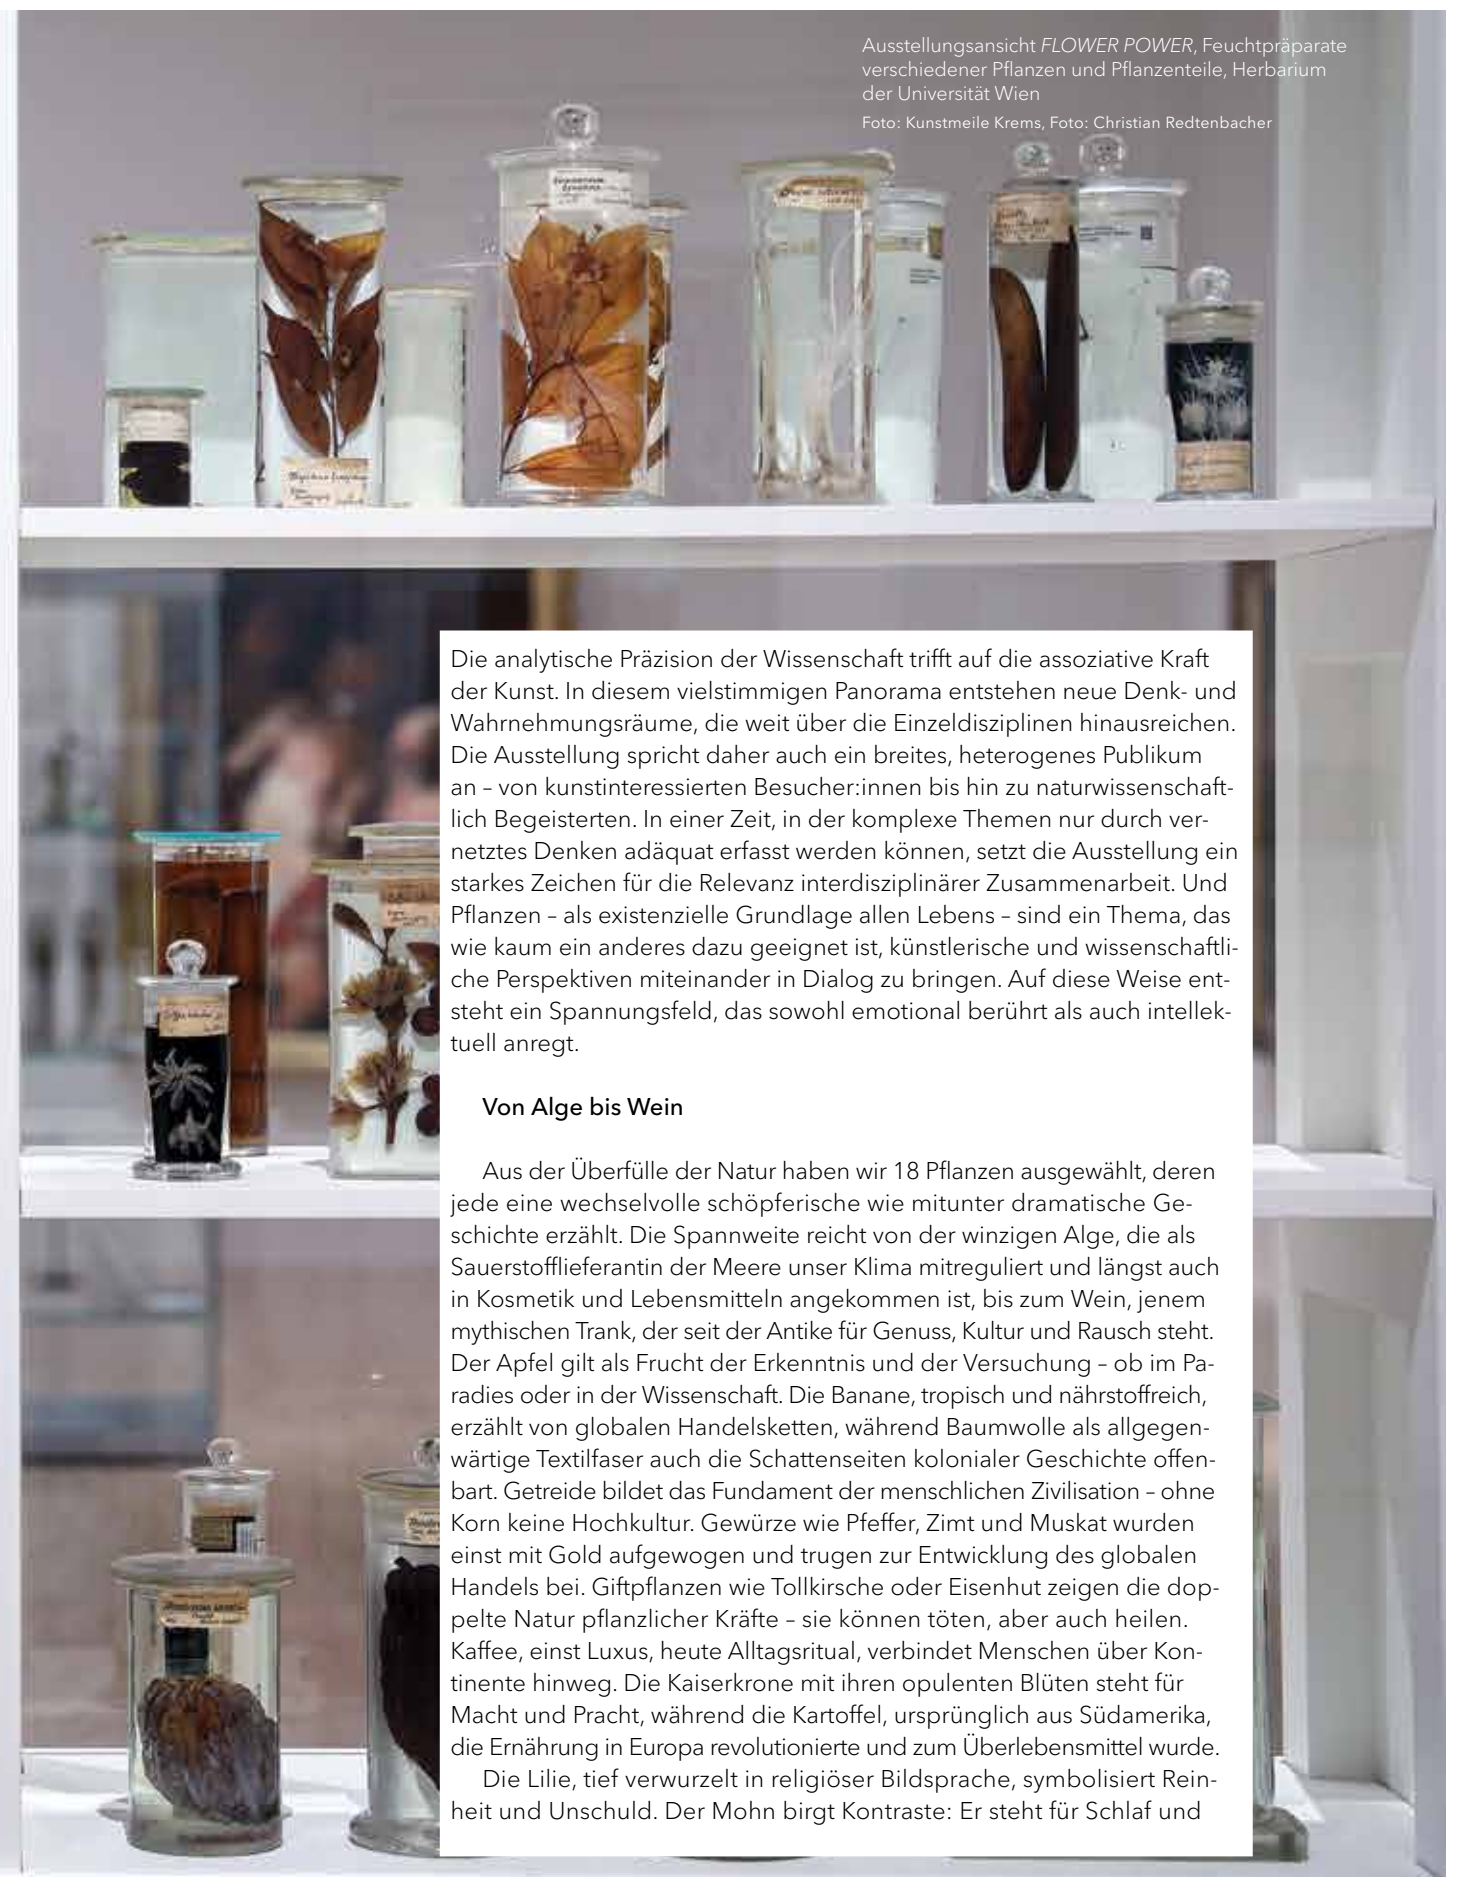 Ausstellungsansicht FLOWER POWER, Feuchtpräparate
verschiedener Pflanzen und Pflanzenteile, Herbarium
der Universität Wien
Foto: Kunstmeile Krems, Foto: Christian Redtenbacher
Die analytische Präzision der Wissenschaft trifft auf die assoziative Kraft
der Kunst. In diesem vielstimmigen Panorama entstehen neue Denk- und
Wahrnehmungsräume, die weit über die Einzeldisziplinen hinausreichen.
Die Ausstellung spricht daher auch ein breites, heterogenes Publikum
an – von kunstinteressierten Besucher:innen bis hin zu naturwissenschaft-
lich Begeisterten. In einer Zeit, in der komplexe Themen nur durch ver-
netztes Denken adäquat erfasst werden können, setzt die Ausstellung ein
starkes Zeichen für die Relevanz interdisziplinärer Zusammenarbeit. Und
Pflanzen – als existenzielle Grundlage allen Lebens – sind ein Thema, das
wie kaum ein anderes dazu geeignet ist, künstlerische und wissenschaftli-
che Perspektiven miteinander in Dialog zu bringen. Auf diese Weise ent-
steht ein Spannungsfeld, das sowohl emotional berührt als auch intellek-
tuell anregt.
Von Alge bis Wein
Aus der Überfülle der Natur haben wir 18 Pflanzen ausgewählt, deren
jede eine wechselvolle schöpferische wie mitunter dramatische Ge-
schichte erzählt. Die Spannweite reicht von der winzigen Alge, die als
Sauerstofflieferantin der Meere unser Klima mitreguliert und längst auch
in Kosmetik und Lebensmitteln angekommen ist, bis zum Wein, jenem
mythischen Trank, der seit der Antike für Genuss, Kultur und Rausch steht.
Der Apfel gilt als Frucht der Erkenntnis und der Versuchung – ob im Pa-
radies oder in der Wissenschaft. Die Banane, tropisch und nährstoffreich,
erzählt von globalen Handelsketten, während Baumwolle als allgegen-
wärtige Textilfaser auch die Schattenseiten kolonialer Geschichte offen-
bart. Getreide bildet das Fundament der menschlichen Zivilisation – ohne
Korn keine Hochkultur. Gewürze wie Pfeffer, Zimt und Muskat wurden
einst mit Gold aufgewogen und trugen zur Entwicklung des globalen
Handels bei. Giftpflanzen wie Tollkirsche oder Eisenhut zeigen die dop-
pelte Natur pflanzlicher Kräfte – sie können töten, aber auch heilen.
Kaffee, einst Luxus, heute Alltagsritual, verbindet Menschen über Kon-
tinente hinweg. Die Kaiserkrone mit ihren opulenten Blüten steht für
Macht und Pracht, während die Kartoffel, ursprünglich aus Südamerika,
die Ernährung in Europa revolutionierte und zum Überlebensmittel wurde.
Die Lilie, tief verwurzelt in religiöser Bildsprache, symbolisiert Rein-
heit und Unschuld. Der Mohn birgt Kontraste: Er steht für Schlaf und